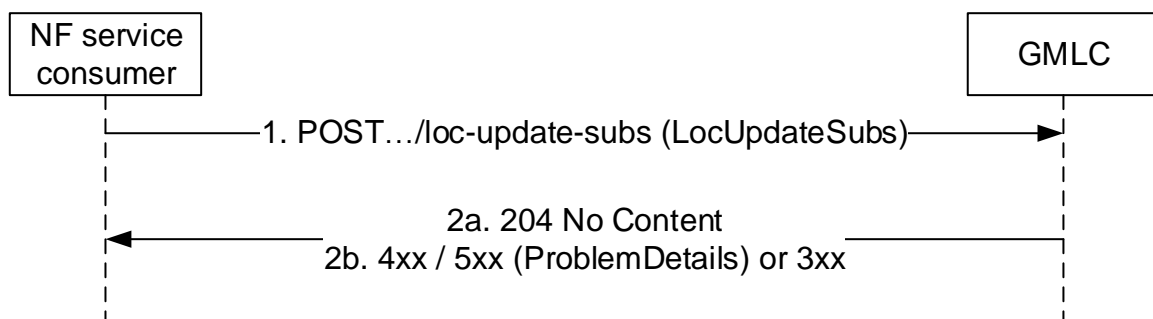 NF service
consumer
GMLC
1. POST…/loc-update-subs (LocUpdateSubs)
2a. 204 No Content
2b. 4xx / 5xx (ProblemDetails) or 3xx